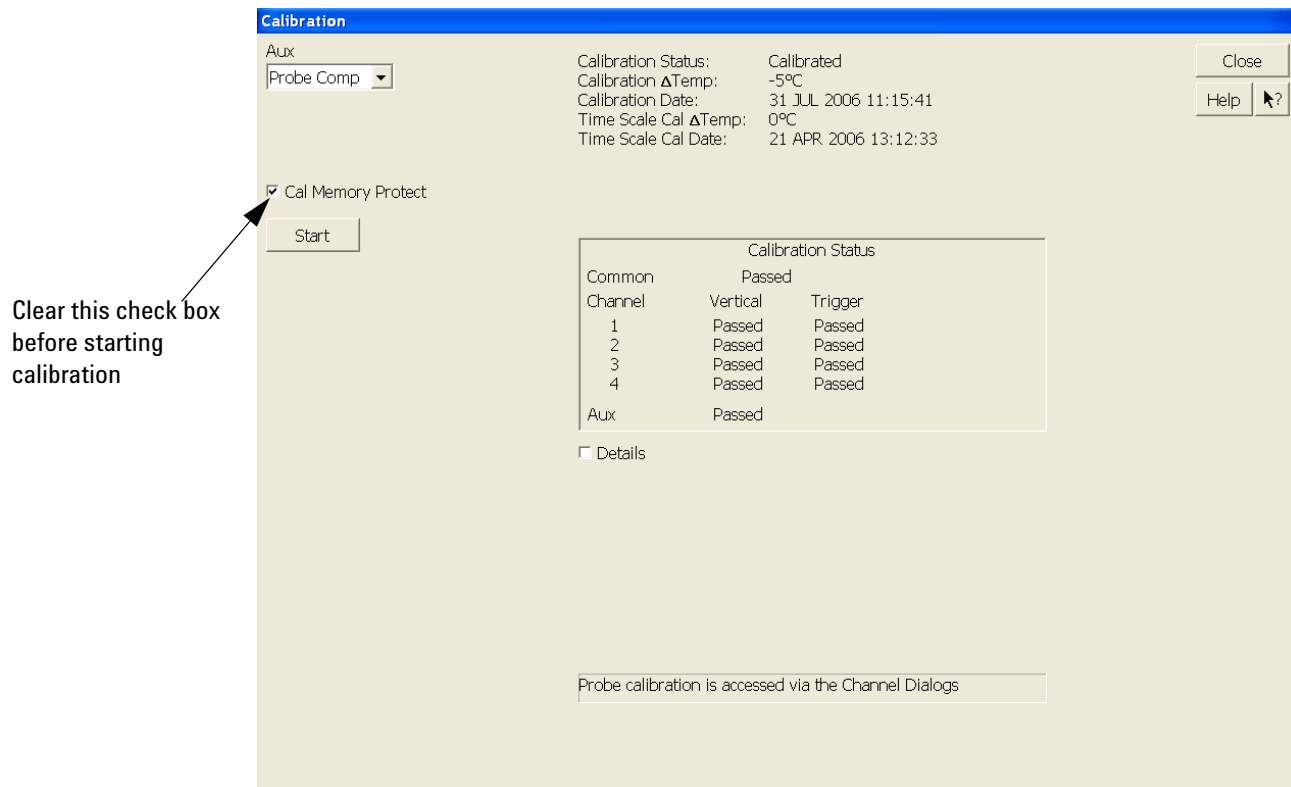 Calibration
Aux
Probe Comp
Calibration Status: Calibrated
Calibration ΔTemp: -5ºC
Calibration Date: 31 JUL 2006 11:15:41
Time Scale Cal ΔTemp: 0ºC
Time Scale Cal Date: 21 APR 2006 13:12:33
Close
Help ?
Cal Memory Protect
Start
Clear this check box
before starting
calibration
Calibration Status
Common Passed
Channel Vertical Trigger
1 Passed Passed
2 Passed Passed
3 Passed Passed
4 Passed Passed
Aux Passed
Details
Probe calibration is accessed via the Channel Dialogs